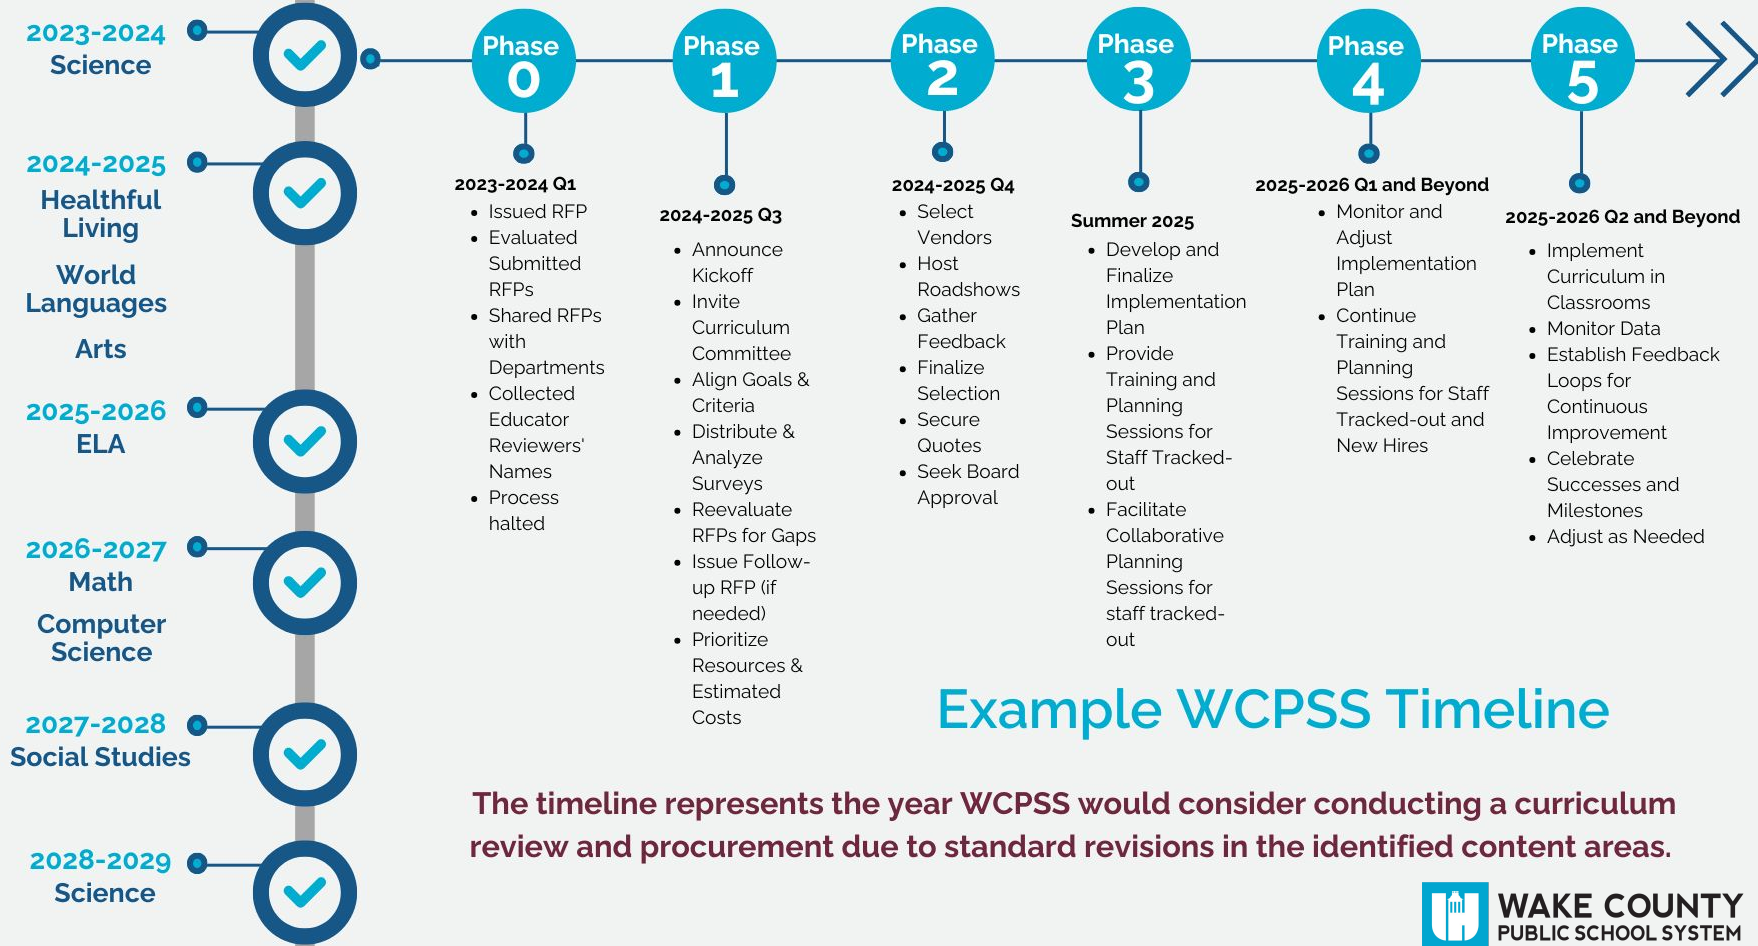 2023-2024
Science
2024-2025
Healthful
Living
World
Languages
Arts
2025-2026
ELA
2026-2027
Math
Computer
Science
2027-2028
Social Studies
2028-2029
Science
Phase
0
2023-2024 Q1
• Issued RFP
• Evaluated
Submitted
RFPs
• Shared RFPs
with
Departments
• Collected
Educator
Reviewers'
Names
• Process
halted
Phase
1
2024-2025 Q3
• Announce
Kickoff
• Invite
Curriculum
Committee
• Align Goals &
Criteria
• Distribute &
Analyze
Surveys
• Reevaluate
RFPs for Gaps
• Issue Follow-
up RFP (if
needed)
• Prioritize
Resources &
Estimated
Costs
Phase
2
2024-2025 Q4
• Select
Vendors
• Host
Roadshows
• Gather
Feedback
• Finalize
Selection
• Secure
Quotes
• Seek Board
Approval
Phase
3
Summer 2025
• Develop and
Finalize
Implementation
Plan
• Provide
Training and
Planning
Sessions for
Staff Tracked-
out
• Facilitate
Collaborative
Planning
Sessions for
staff tracked-
out
Phase
4
2025-2026 Q1 and Beyond
• Monitor and
Adjust
Implementation
Plan
• Continue
Training and
Planning
Sessions for Staff
Tracked-out and
New Hires
Phase
5
2025-2026 Q2 and Beyond
• Implement
Curriculum in
Classrooms
• Monitor Data
• Establish Feedback
Loops for
Continuous
Improvement
• Celebrate
Successes and
Milestones
• Adjust as Needed
Example WCPSS Timeline
The timeline represents the year WCPSS would consider conducting a curriculum
review and procurement due to standard revisions in the identified content areas.
WAKE COUNTY
PUBLIC SCHOOL SYSTEM